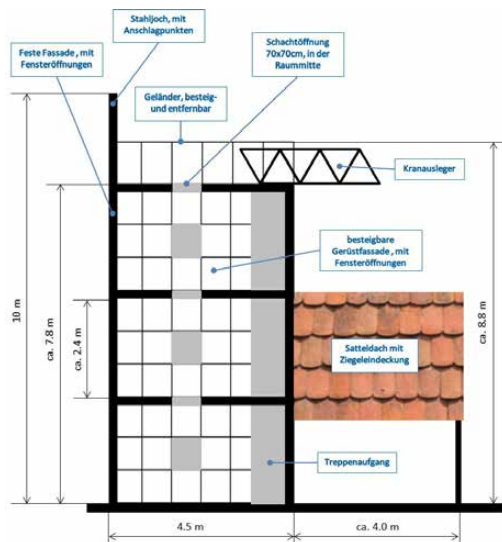 Stahljoch, mit
Anschlagpunkten
Feste Fassade , mit
Fensteröffnungen
Schachtöffnung
70x70cm, in der
Raummitte
Geländer, besteig-
und entfernbar
Kranausleger
besteigbare
Gerüstfassade , mit
Fensteröffnungen
10 m
ca. 7.8 m
ca. 2.4 m
ca. 8,8 m
Satteldach mit
Ziegeleindeckung
Treppenaufgang
4.5 m
ca. 4.0 m